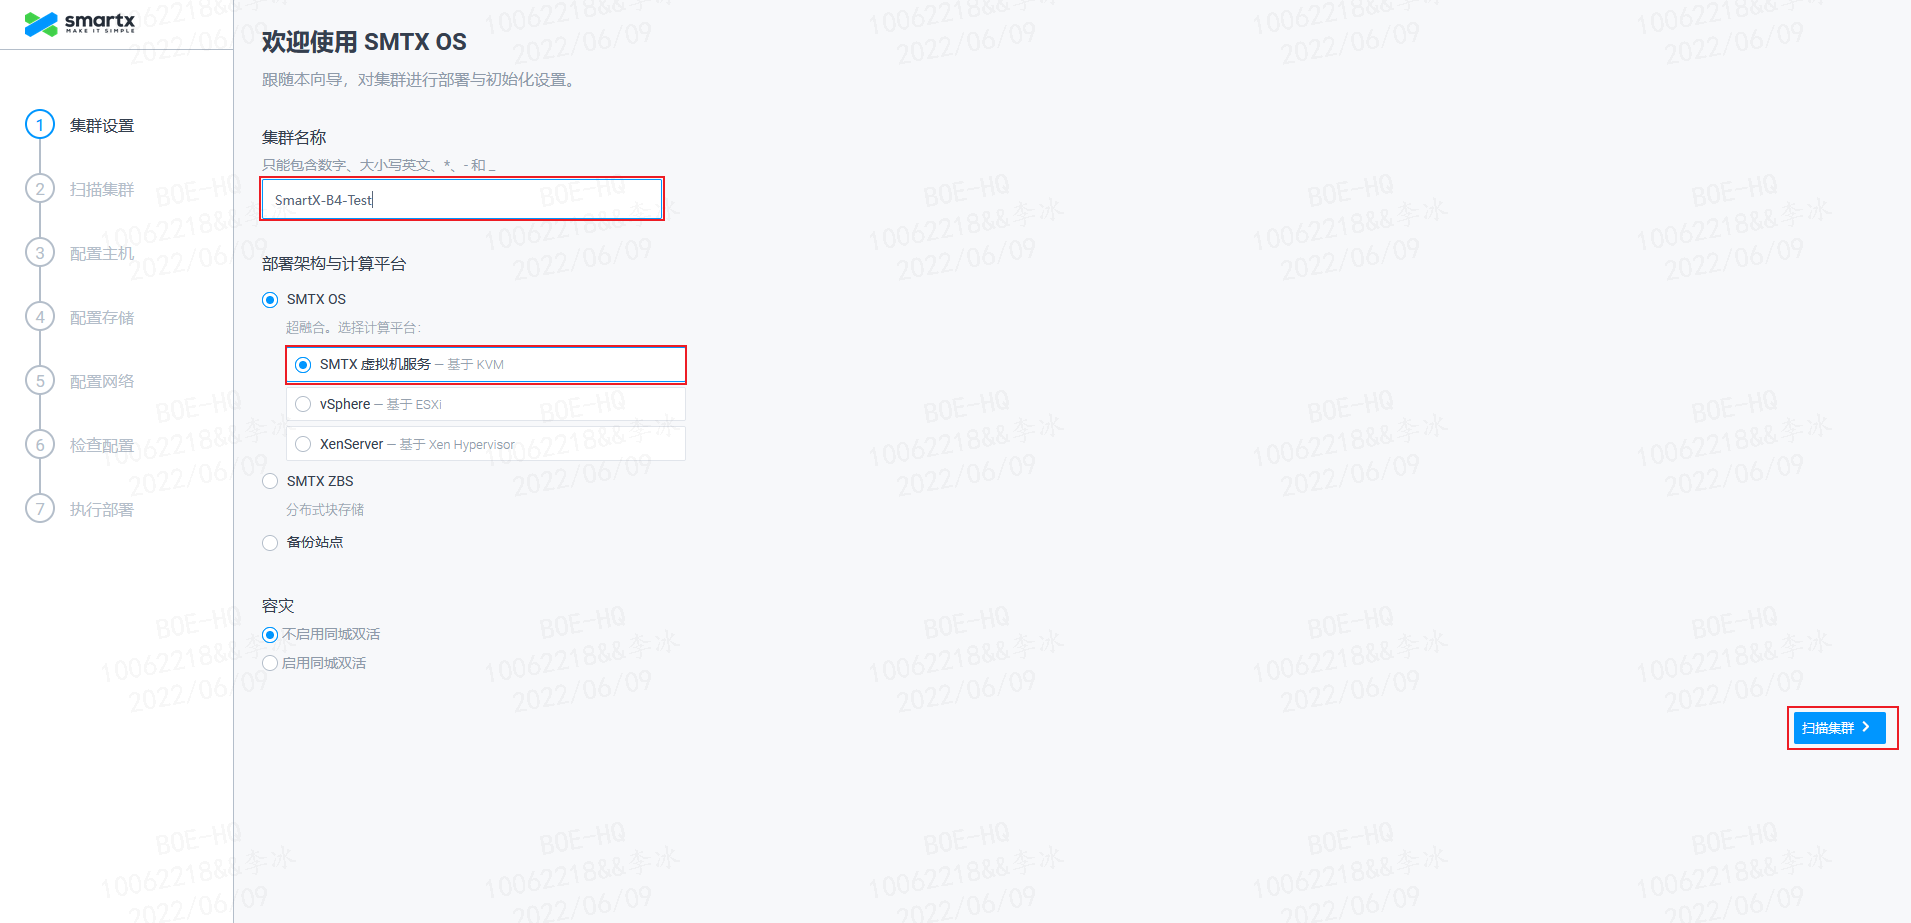 smartx
MAKE IT SIMPLE
1 集群设置
2 扫描集群
3 配置主机
4 配置存储
5 配置网络
6 检查配置
7 执行部署
欢迎使用 SMTX OS
跟随本向导，对集群进行部署与初始化设置。
集群名称
只能包含数字、大小写英文、*、- 和 _
SmartX-B4-Test
部署架构与计算平台
SMTX OS
超融合。选择计算平台：
SMTX 虚拟机服务 — 基于 KVM
vSphere — 基于 ESXi
XenServer — 基于 Xen Hypervisor
SMTX ZBS
分布式块存储
备份站点
容灾
不启用同城双活
启用同城双活
扫描集群
BOE-HQ
10062218&&李冰
2022/06/09